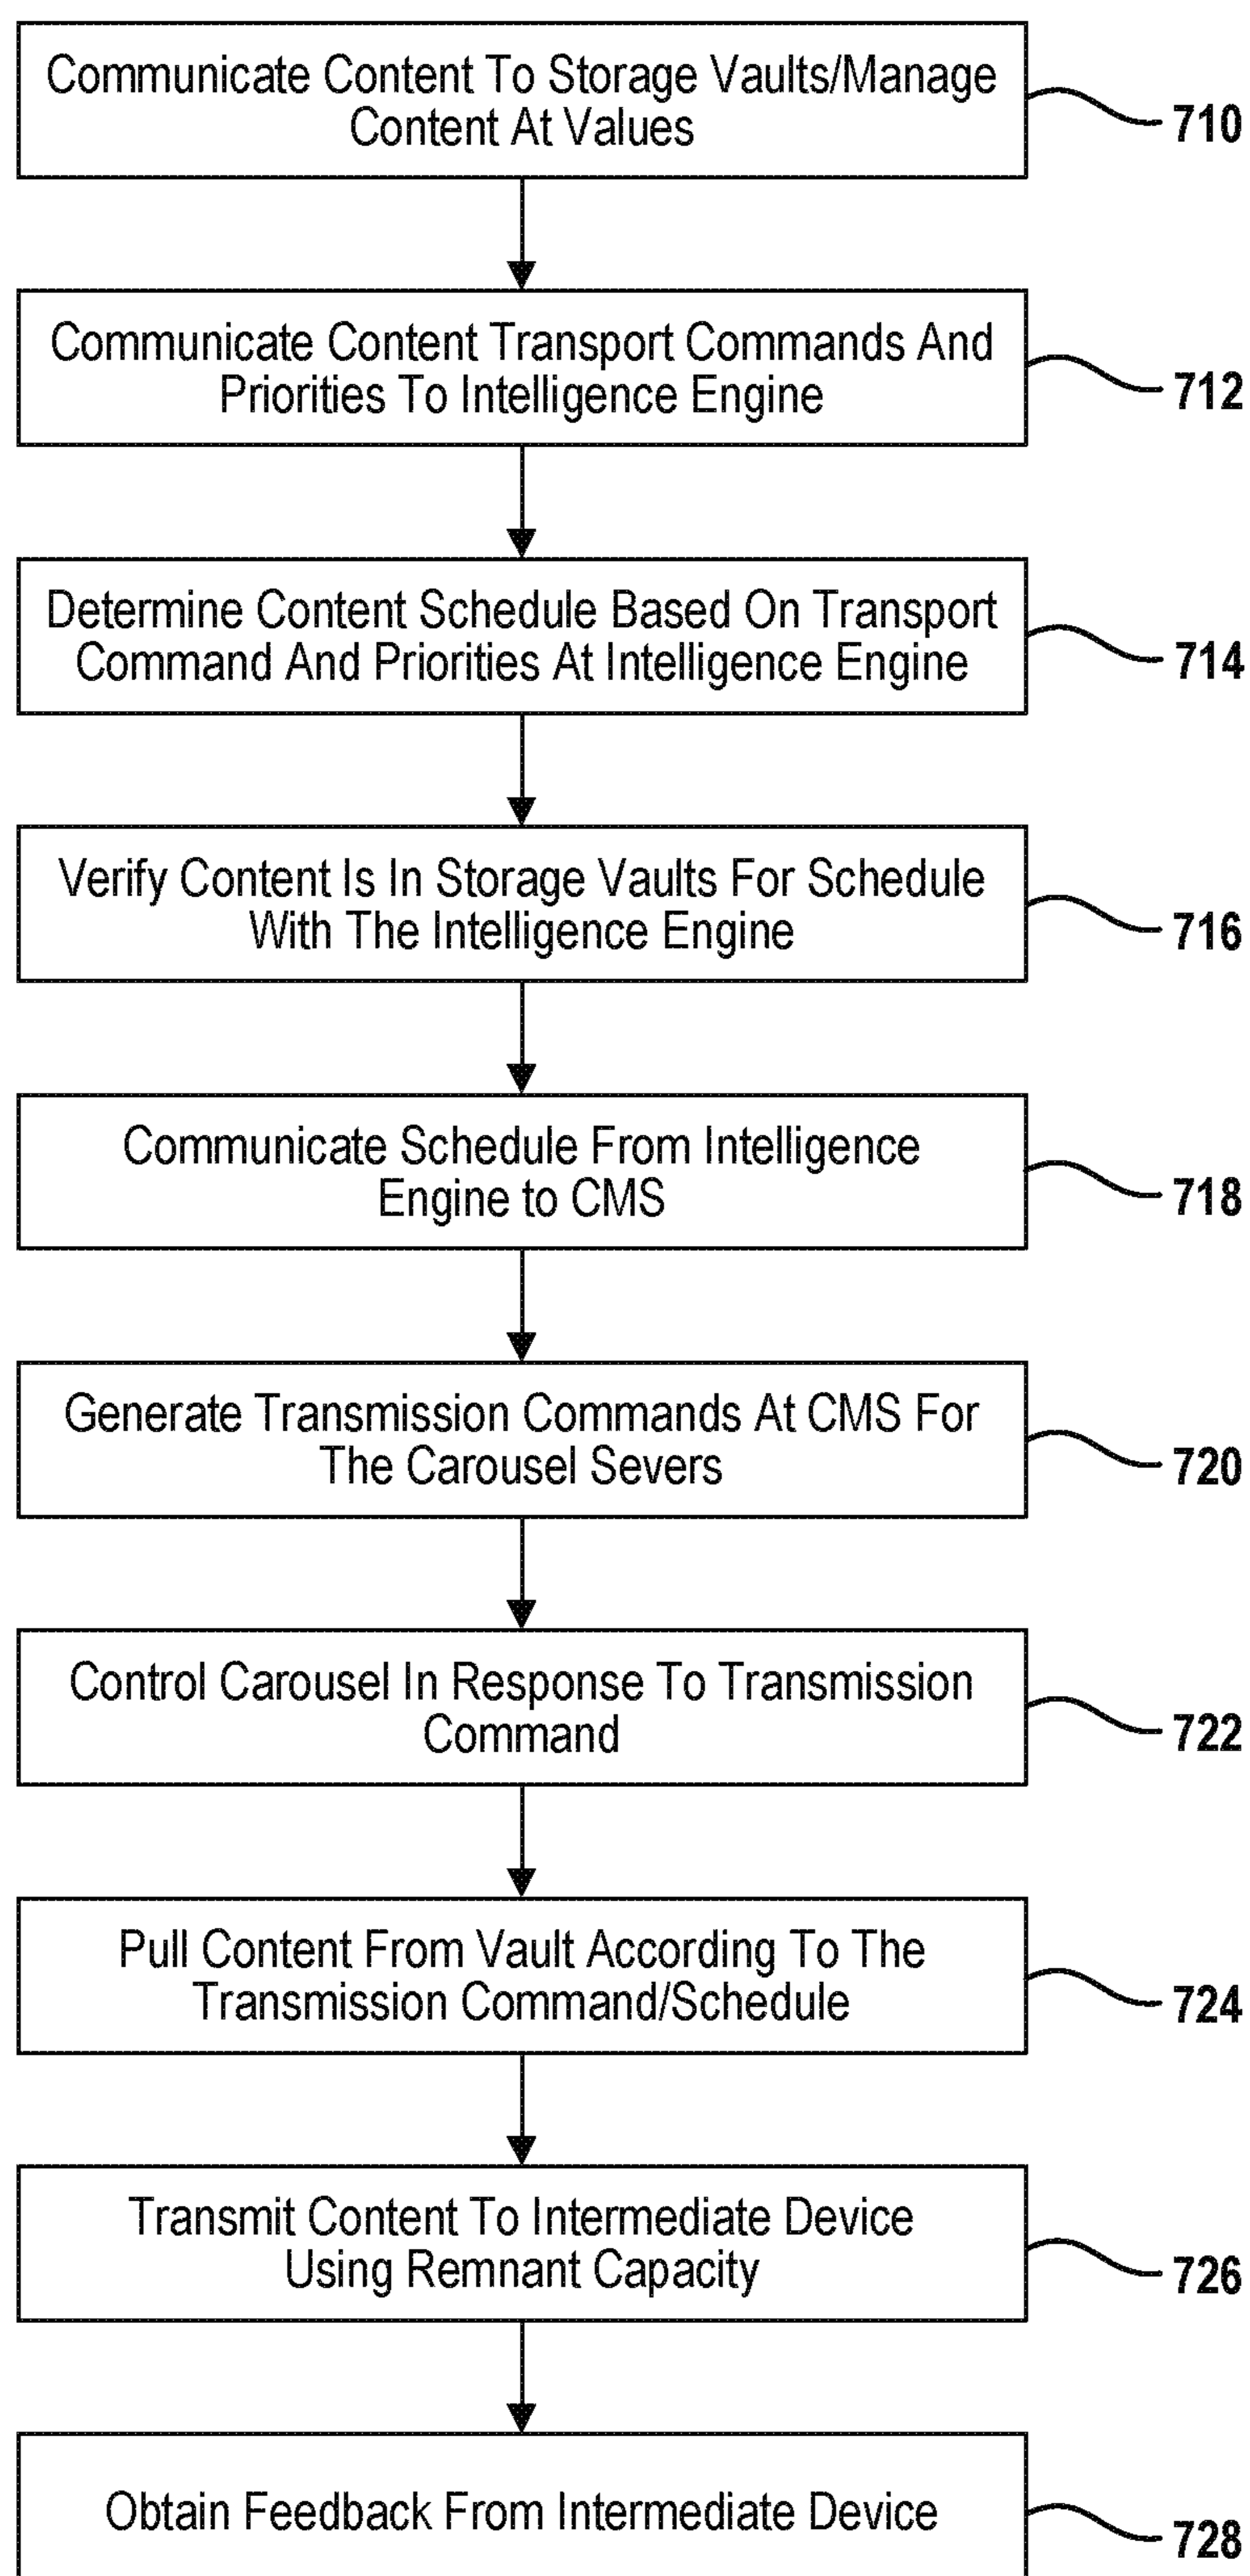 Communicate Content To Storage Vaults/Manage
Content At Values
710
Communicate Content Transport Commands And
Priorities To Intelligence Engine
712
Determine Content Schedule Based On Transport
Command And Priorities At Intelligence Engine
714
Verify Content Is In Storage Vaults For Schedule
With The Intelligence Engine
716
Communicate Schedule From Intelligence
Engine to CMS
718
Generate Transmission Commands At CMS For
The Carousel Severs
720
Control Carousel In Response To Transmission
Command
722
Pull Content From Vault According To The
Transmission Command/Schedule
724
Transmit Content To Intermediate Device
Using Remnant Capacity
726
Obtain Feedback From Intermediate Device
728